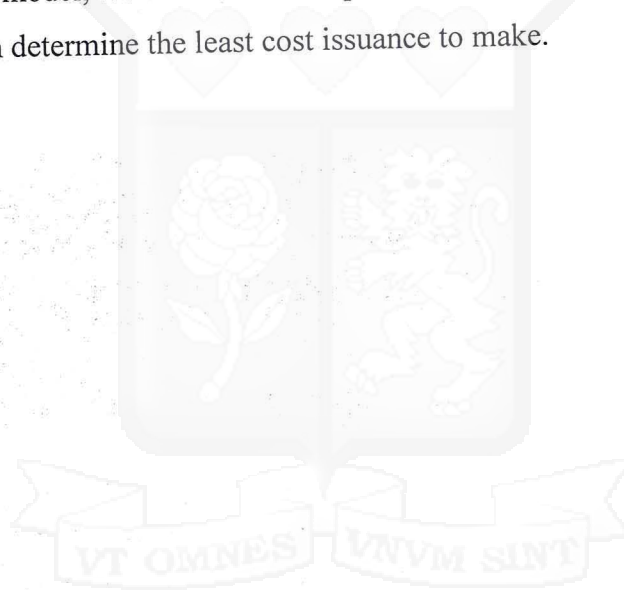 determine the least cost issuance to make.
VT OMNES VNVM SINT